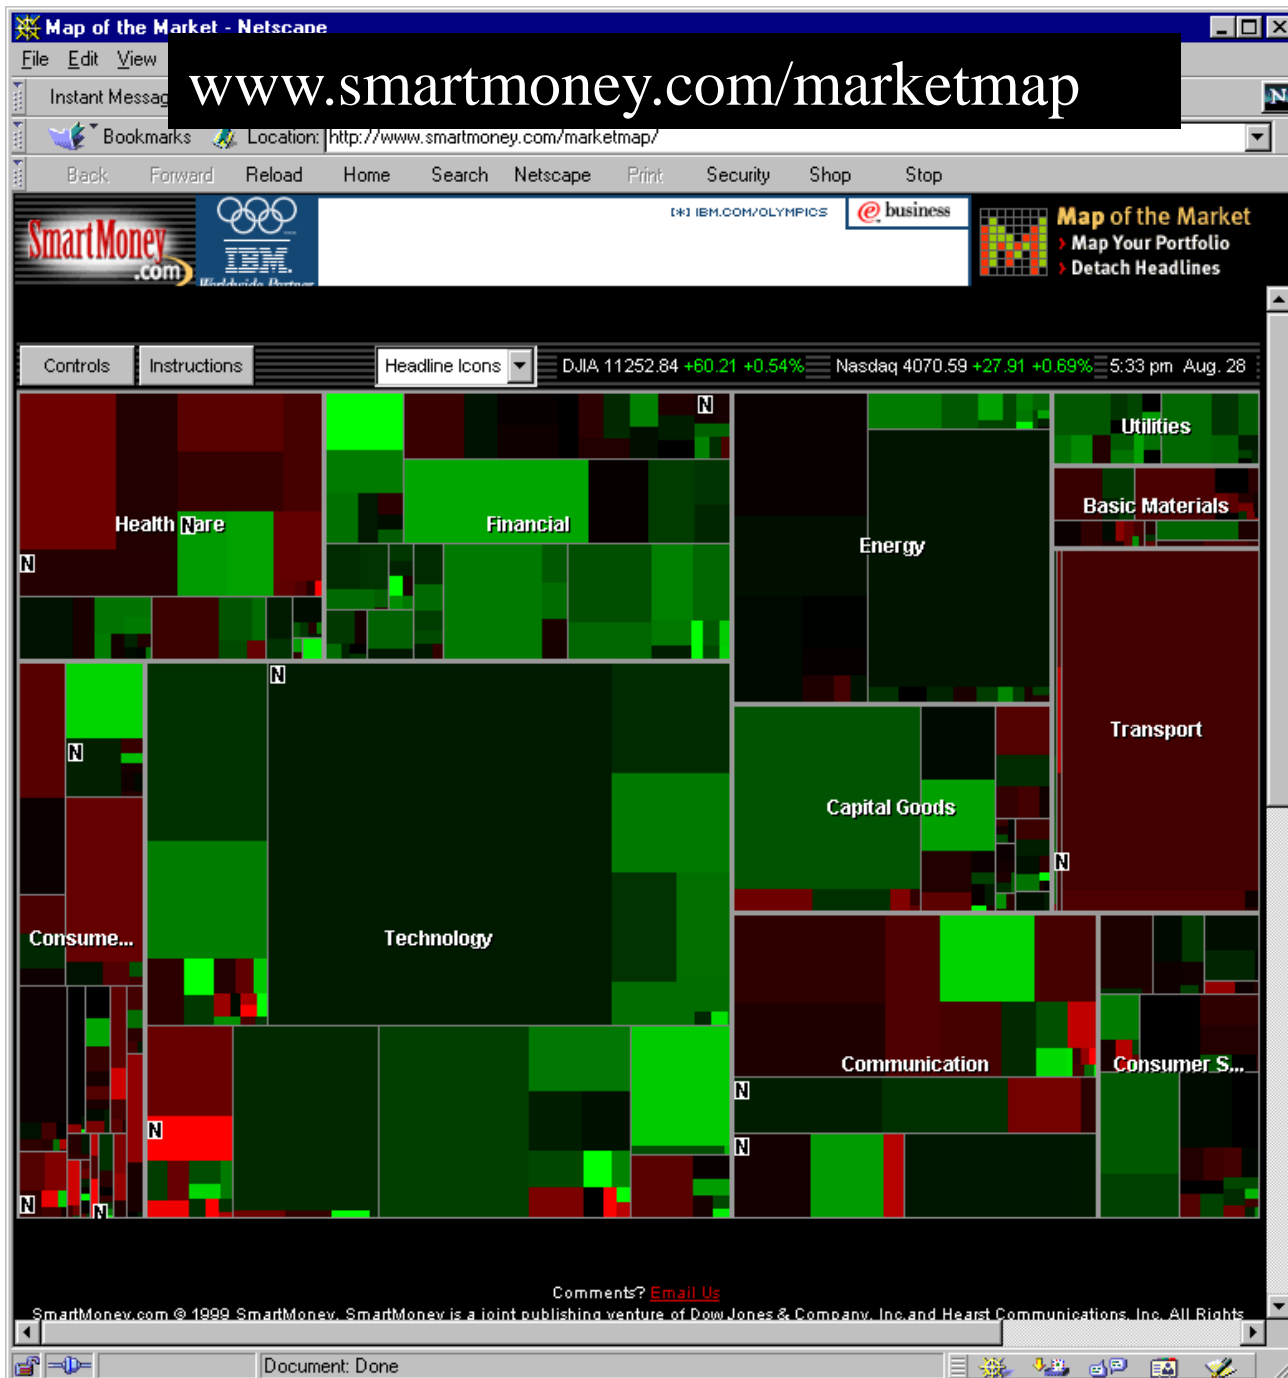 Map of the Market - Netscape
File Edit View
www.smartmoney.com/marketmap
Instant Messag
N
Bookmarks Location: http://www.smartmoney.com/marketmap/
Back Forward Reload Home Search Netscape Print Security Shop Stop
SmartMoney
.com
IBM.
Worldwide Partner
[*] IBM.COM/OLYMPICS
e business
Map of the Market
Map Your Portfolio
Detach Headlines
Controls Instructions Headline Icons DJIA 11252.84 +60.21 +0.54% Nasdaq 4070.59 +27.91 +0.69% 5:33 pm Aug. 28
N
Utilities
Basic Materials
Health Nare
Financial
Energy
N
N
Transport
N
Capital Goods
N
Consume...
Technology
Communication
Consumer S...
N
N
N
N
N
Comments? Email Us
SmartMoney.com © 1999 SmartMoney. SmartMoney is a joint publishing venture of Dow Jones & Company, Inc.and Hearst Communications, Inc. All Rights
Document: Done